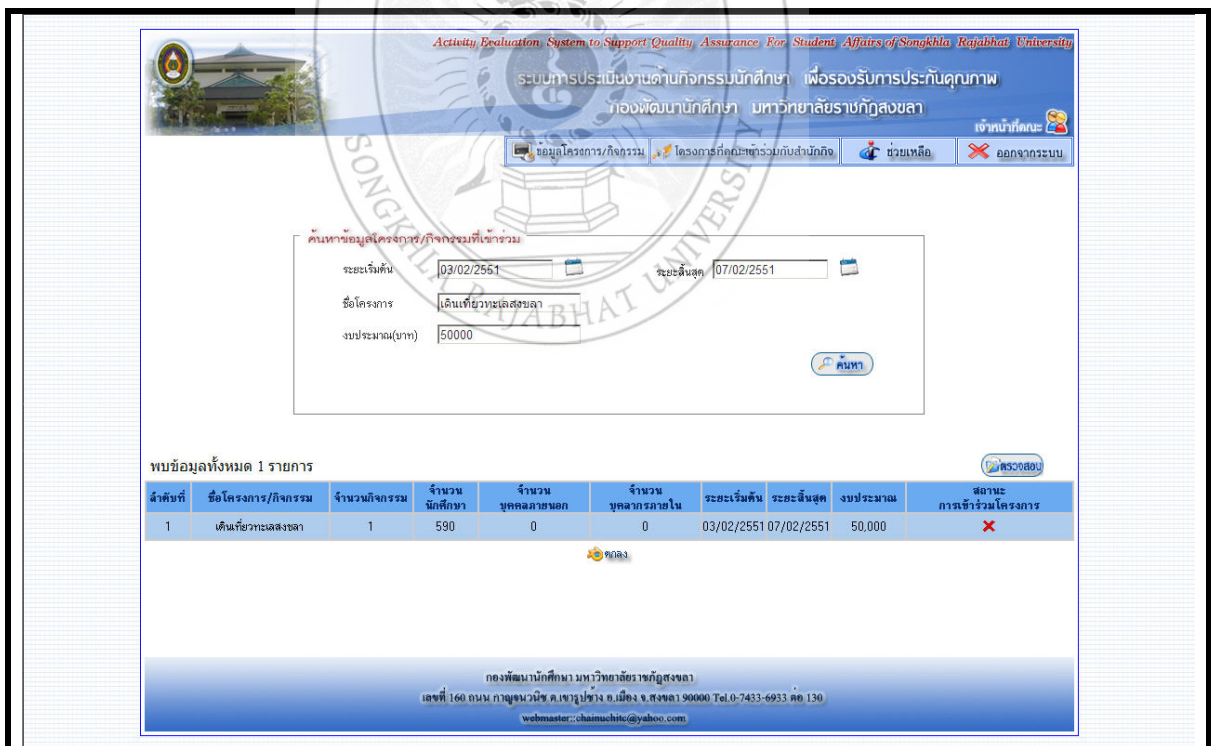 Activity Evaluation System to Support Quality Assurance For Student Affairs of Songkhla Rajabhat University
ระบบการประเมินงานด้านกิจกรรมนักศึกษา เพื่อรองรับการประกันคุณภาพ
กองพัฒนานักศึกษา มหาวิทยาลัยราชภัฏสงขลา
เจ้าหน้าที่คณะ
ข้อมูลโครงการ/กิจกรรม โครงการที่คณะเข้าร่วมกับสำนักกิจ ช่วยเหลือ ออกจากระบบ
SONGKHLA RAJABHAT UNIVERSITY
ค้นหาข้อมูลโครงการ/กิจกรรมที่เข้าร่วม
ระยะเริ่มต้น 03/02/2551 ระยะสิ้นสุด 07/02/2551
ชื่อโครงการ เดินเที่ยวทะเลสงขลา
งบประมาณ(บาท) 50000
ค้นหา
พบข้อมูลทั้งหมด 1 รายการ ตรวจสอบ
ลำดับที่ ชื่อโครงการ/กิจกรรม จำนวนกิจกรรม จำนวนนักศึกษา จำนวนบุคคลภายนอก จำนวนบุคลากรภายใน ระยะเริ่มต้น ระยะสิ้นสุด งบประมาณ สถานะการเข้าร่วมโครงการ
1 เดินเที่ยวทะเลสงขลา 1 590 0 0 03/02/2551 07/02/2551 50,000
ตกลง
กองพัฒนานักศึกษา มหาวิทยาลัยราชภัฏสงขลา
เลขที่ 160 ถนน กาญจนวนิช ต.เขารูปช้าง อ.เมือง จ.สงขลา 90000 Tel.0-7433-6933 ต่อ 130
webmaster::chainuchitc@yahoo.com